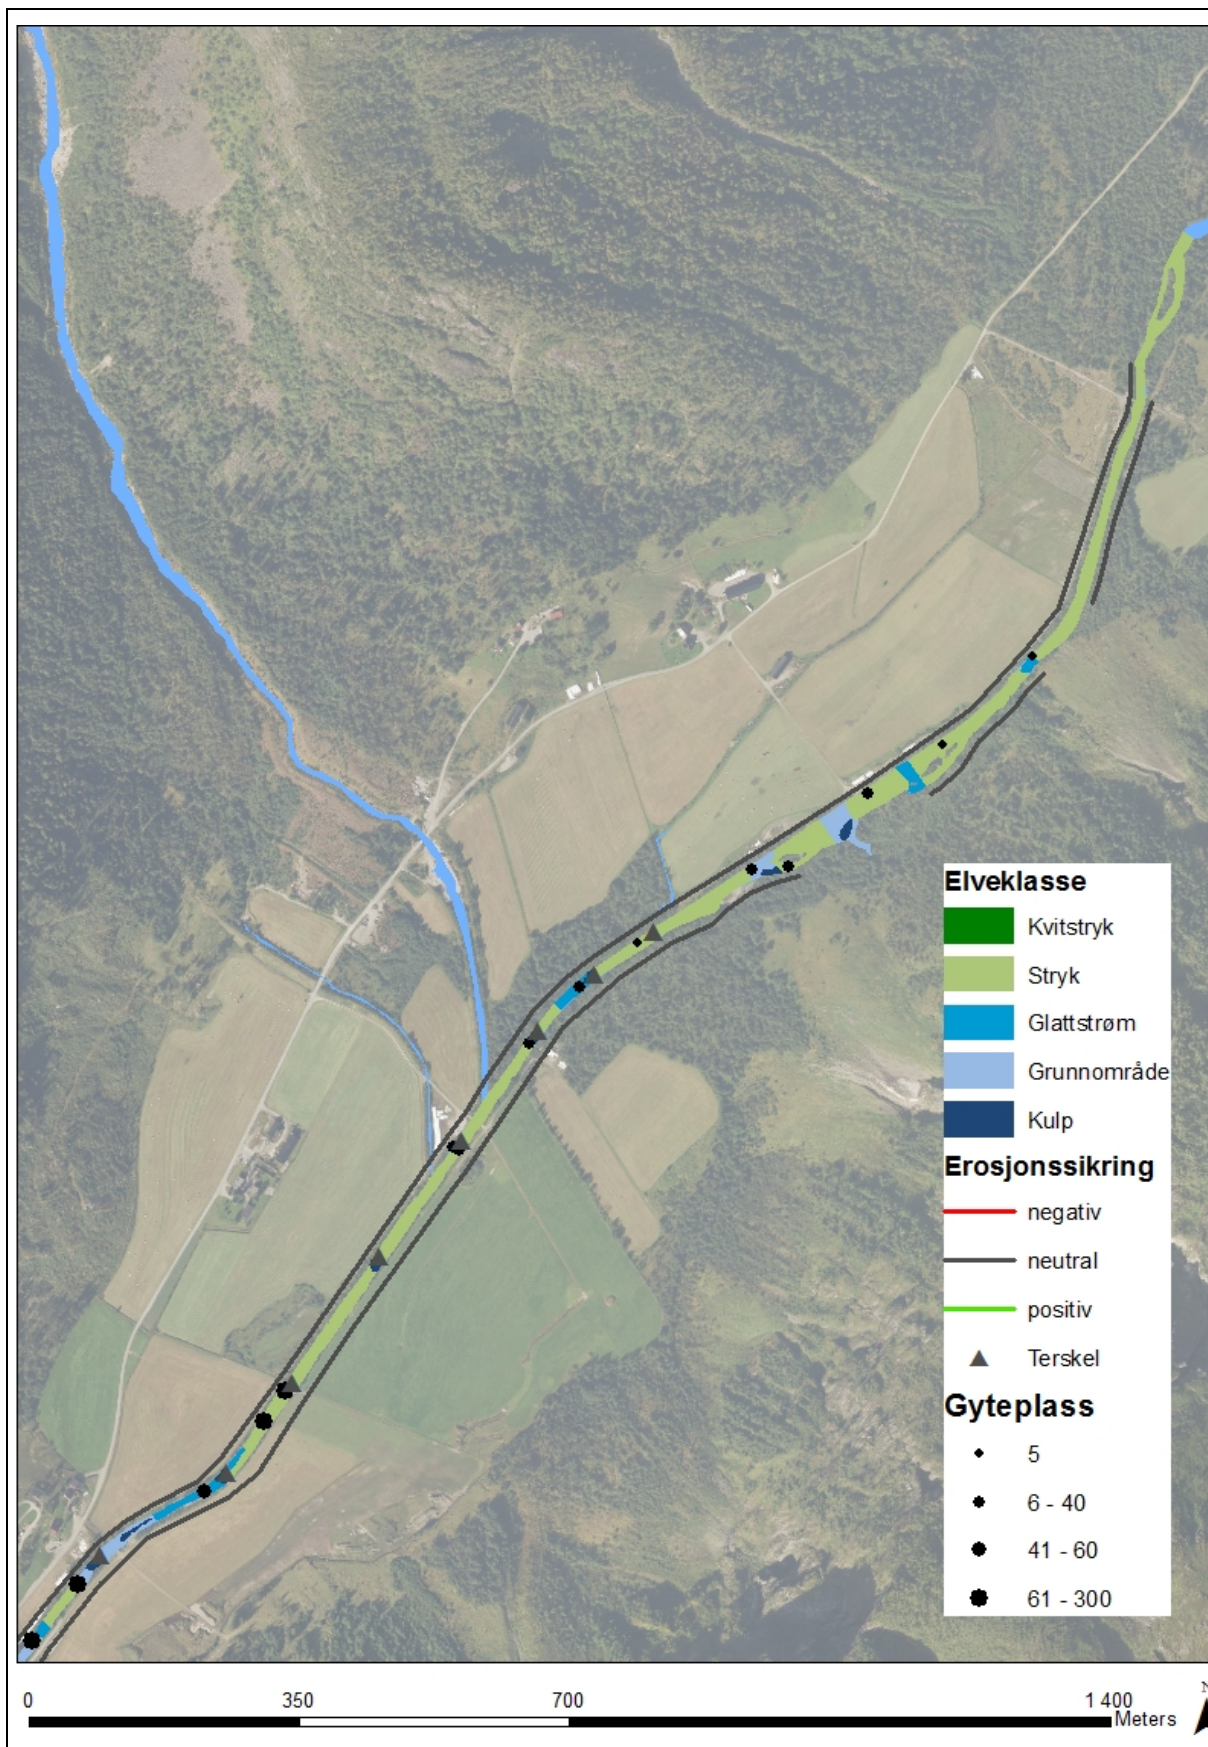 Elveklasse
Kvitstryk
Stryk
Glattstrøm
Grunnområde
Kulp
Erosjonssikring
negativ
neutral
positiv
Terskel
Gyteplass
5
6 - 40
41 - 60
61 - 300
0 350 700 1 400
Meters
N